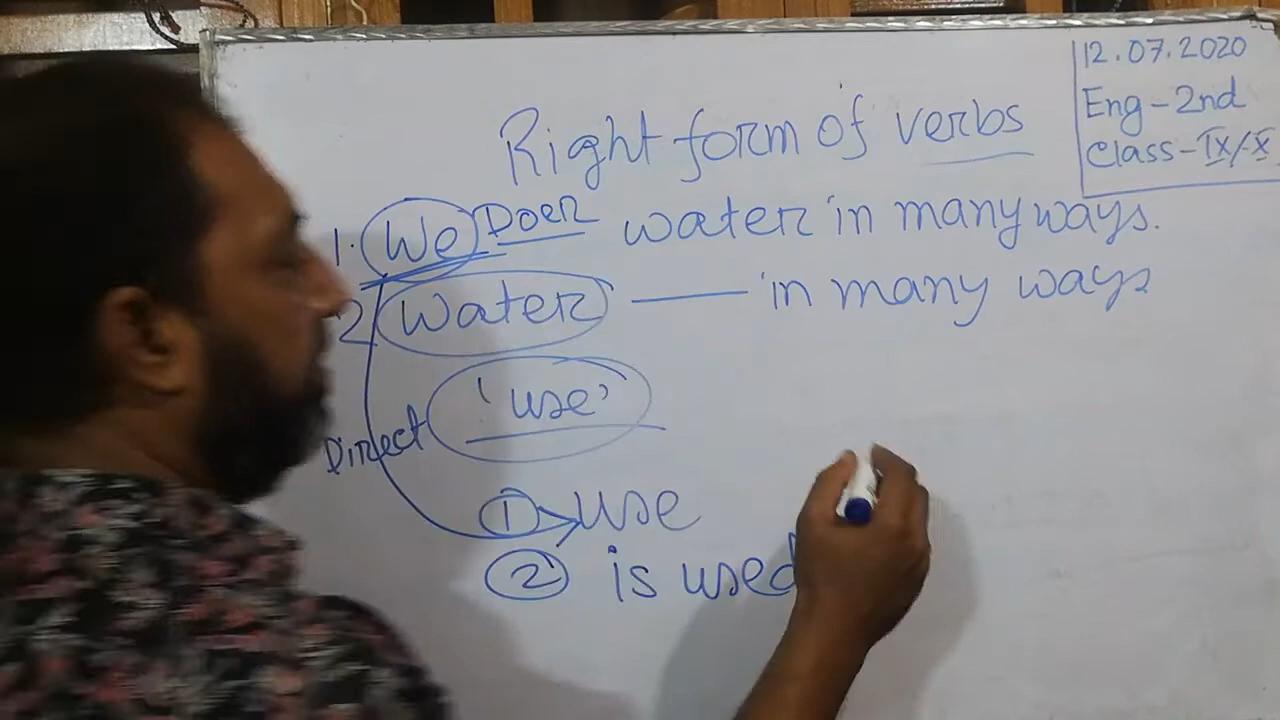 12.07.2020
Eng-2nd
Class-IX/X
Right form of verbs
1. We Doer water in many ways.
2 Water —— in many ways
'use'
Direct
1 use
2 is used